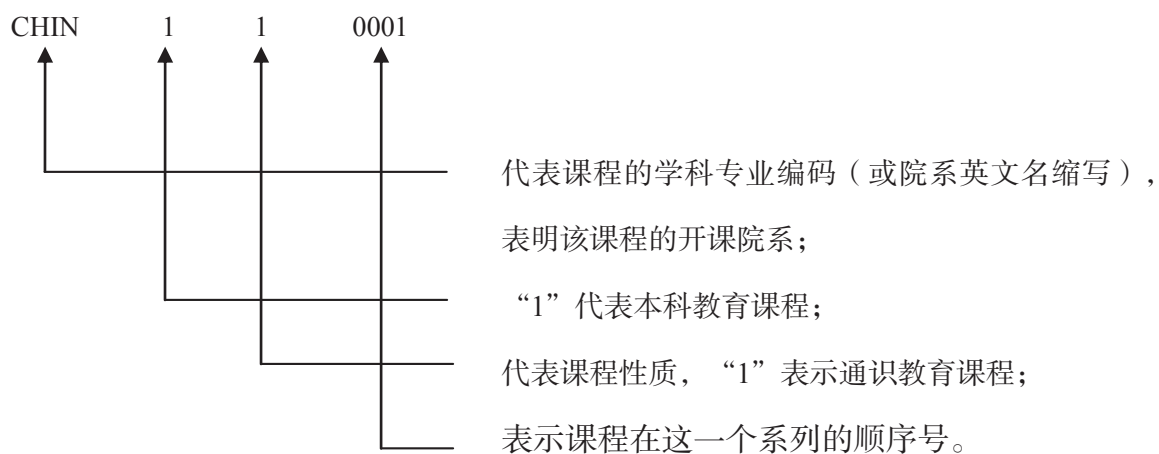 CHIN 1 1 0001
代表课程的学科专业编码（或院系英文名缩写），
表明该课程的开课院系；
“1”代表本科教育课程；
代表课程性质，“1”表示通识教育课程；
表示课程在这一个系列的顺序号。